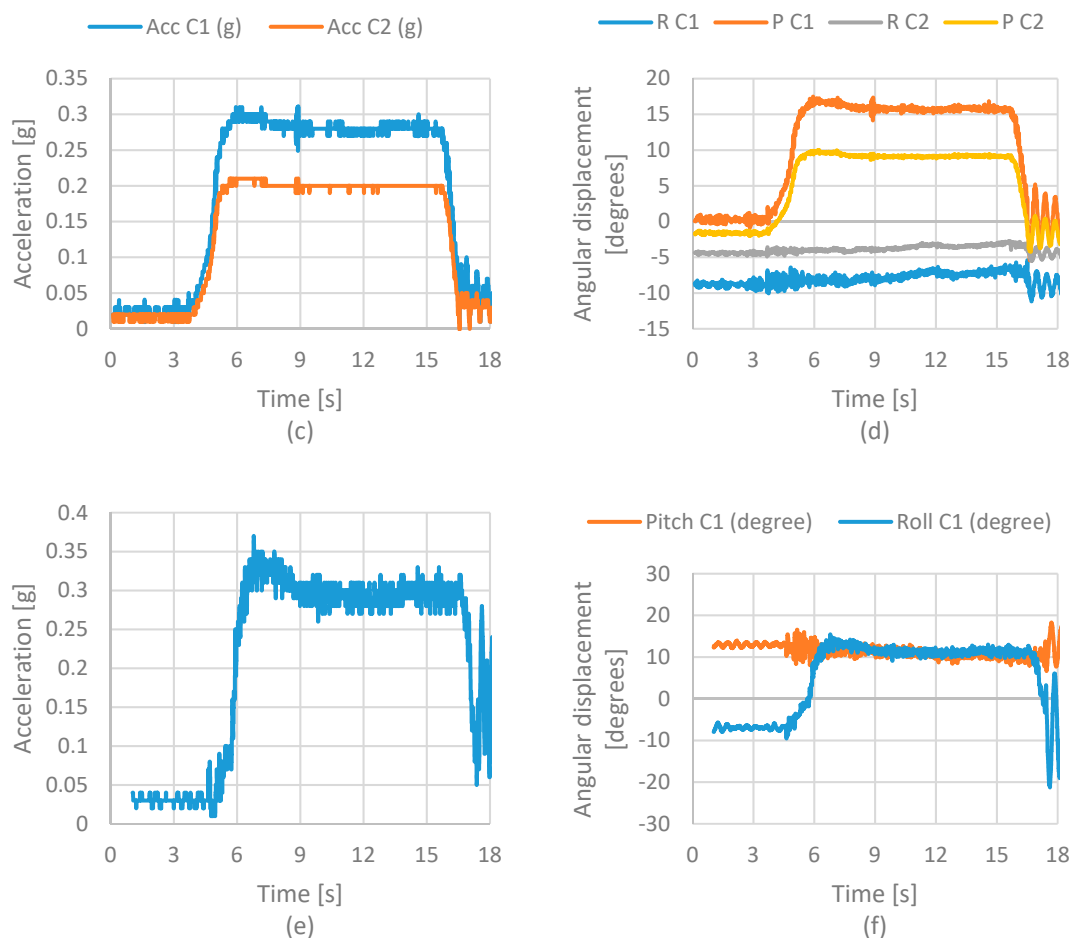 Acc C1 (g) Acc C2 (g)
0.35
0.3
0.25
0.2
0.15
0.1
0.05
0
Acceleration [g]
0 3 6 9 12 15 18
Time [s]
(c)
R C1 P C1 R C2 P C2
20
15
10
5
0
-5
-10
-15
Angular displacement
[degrees]
0 3 6 9 12 15 18
Time [s]
(d)
0.4
0.35
0.3
0.25
0.2
0.15
0.1
0.05
0
Acceleration [g]
0 3 6 9 12 15 18
Time [s]
(e)
Pitch C1 (degree) Roll C1 (degree)
30
20
10
0
-10
-20
-30
Angular displacement
[degrees]
0 3 6 9 12 15 18
Time [s]
(f)